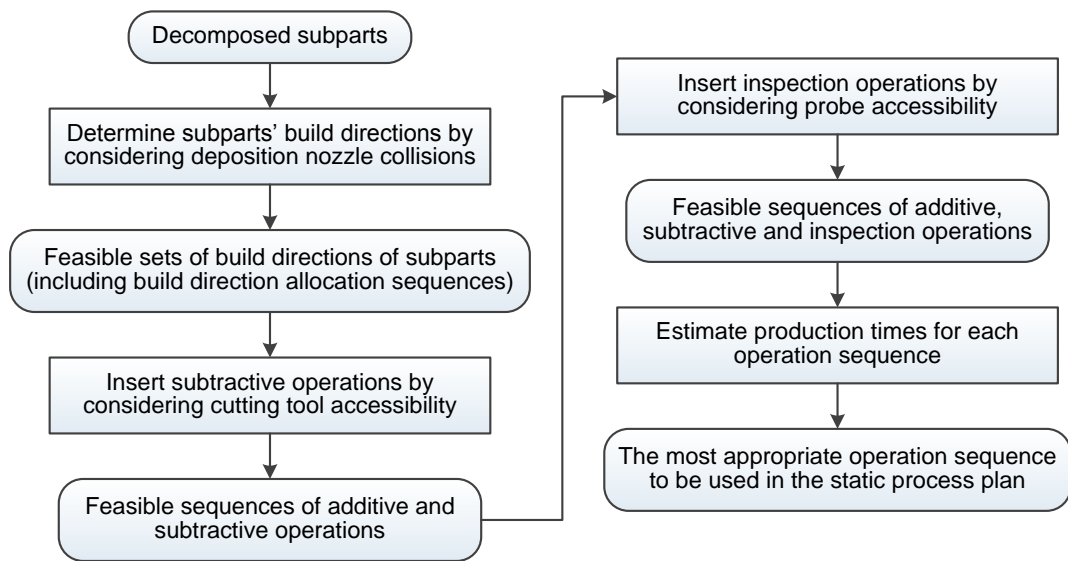 Decomposed subparts
Determine subparts’ build directions by
considering deposition nozzle collisions
Feasible sets of build directions of subparts
(including build direction allocation sequences)
Insert subtractive operations by
considering cutting tool accessibility
Feasible sequences of additive and
subtractive operations
Insert inspection operations by
considering probe accessibility
Feasible sequences of additive,
subtractive and inspection operations
Estimate production times for each
operation sequence
The most appropriate operation sequence
to be used in the static process plan